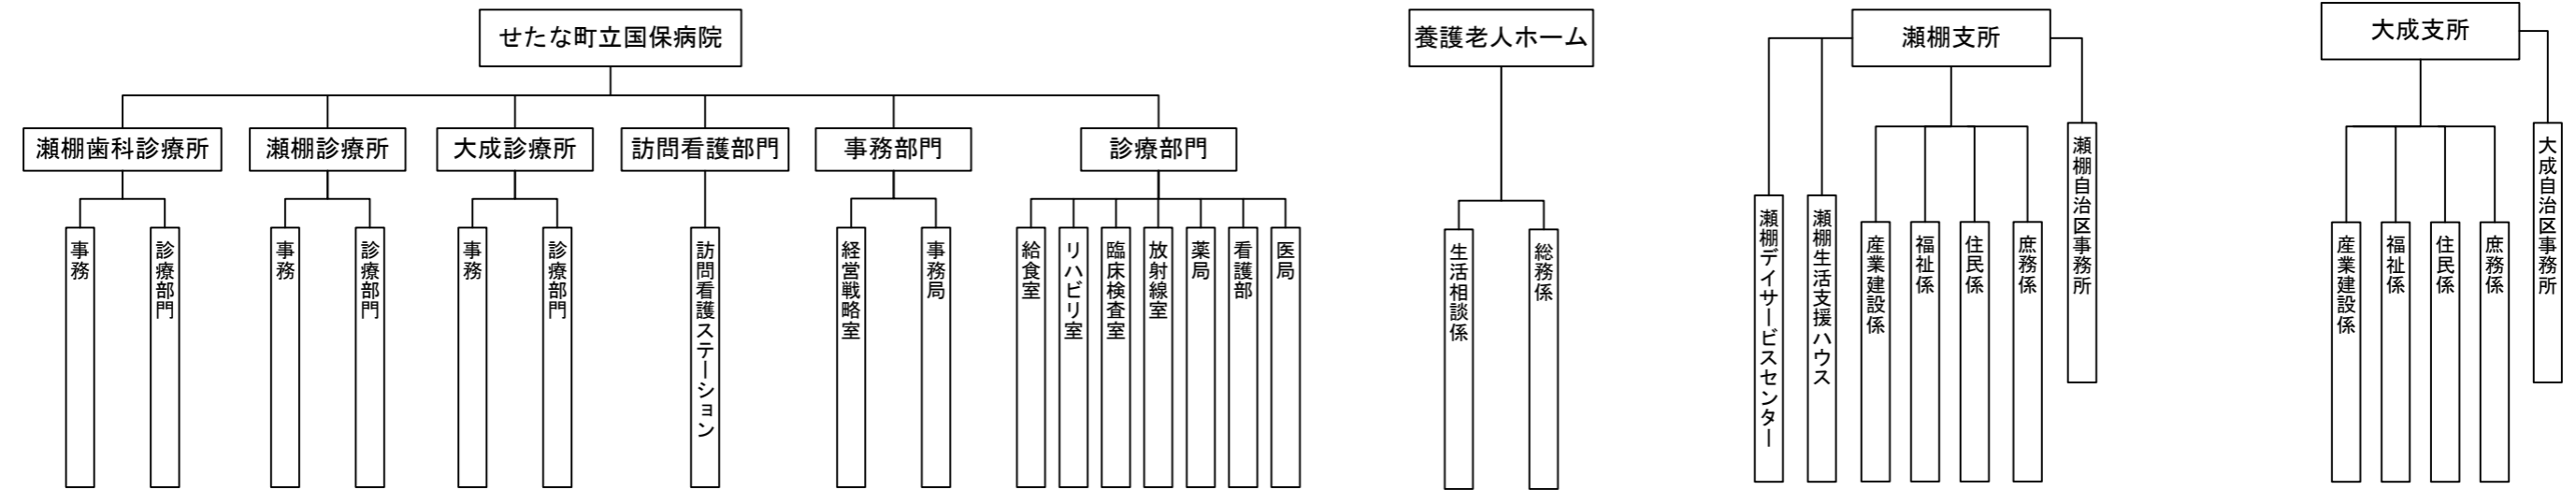 せたな町立国保病院
養護老人ホーム
瀬棚支所
大成支所
瀬棚歯科診療所
瀬棚診療所
大成診療所
訪問看護部門
事務部門
診療部門
事務
診療部門
事務
診療部門
事務
診療部門
訪問看護ステーション
経営戦略室
事務局
給食室
リハビリ室
臨床検査室
放射線室
薬局
看護部
医局
生活相談係
総務係
瀬棚デイサービスセンター
瀬棚生活支援ハウス
産業建設係
福祉係
住民係
庶務係
瀬棚自治区事務所
産業建設係
福祉係
住民係
庶務係
大成自治区事務所